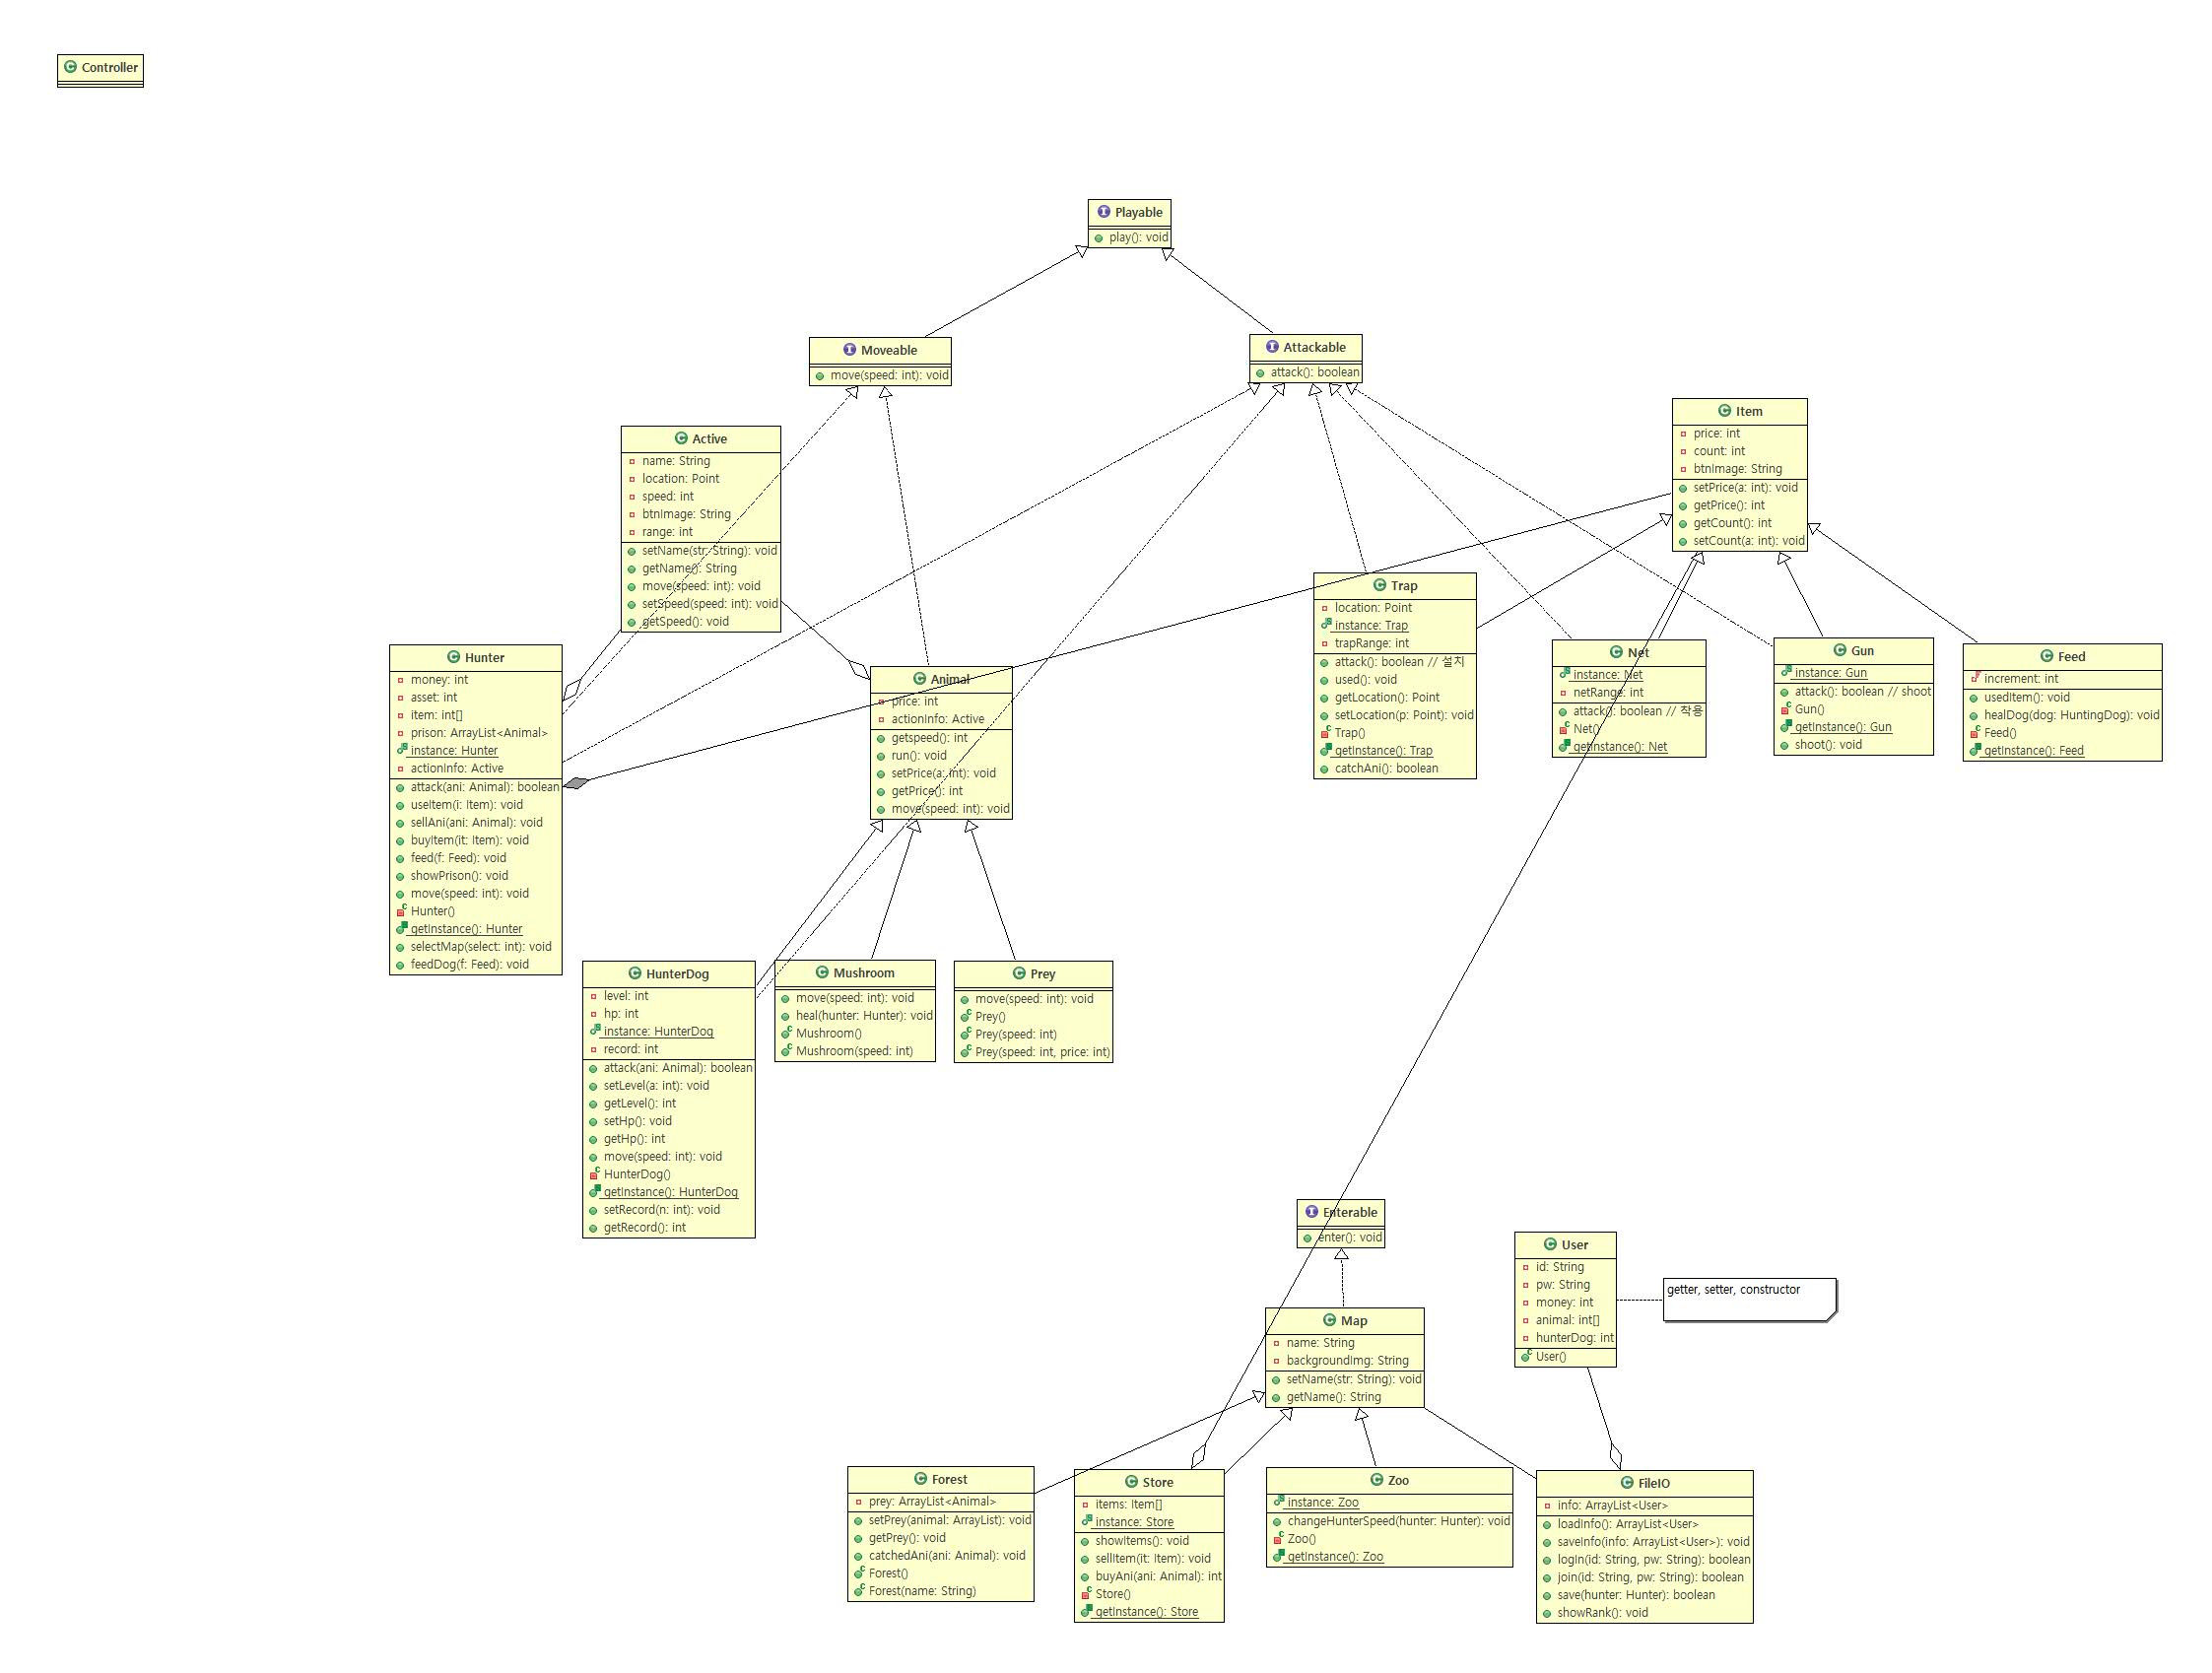 Controller
Playable
play(): void
Moveable
move(speed: int): void
Attackable
attack(): boolean
Item
price: int
count: int
btnImage: String
setPrice(a: int): void
getPrice(): int
getCount(): int
setCount(a: int): void
Active
name: String
location: Point
speed: int
btnImage: String
range: int
setName(str: String): void
getName(): String
move(speed: int): void
setSpeed(speed: int): void
getSpeed(): void
Hunter
money: int
asset: int
item: int[]
prison: ArrayList<Animal>
instance: Hunter
actionInfo: Active
attack(ani: Animal): boolean
useItem(i: Item): void
sellAni(ani: Animal): void
buyItem(it: Item): void
feed(f: Feed): void
showPrison(): void
move(speed: int): void
Hunter()
getInstance(): Hunter
selectMap(select: int): void
feedDog(f: Feed): void
Animal
price: int
actionInfo: Active
getspeed(): int
run(): void
setPrice(a: int): void
getPrice(): int
move(speed: int): void
Trap
location: Point
instance: Trap
trapRange: int
attack(): boolean // 설치
used(): void
getLocation(): Point
setLocation(p: Point): void
Trap()
getInstance(): Trap
catchAni(): boolean
Net
instance: Net
netRange: int
attack(): boolean // 착용
Net()
getInstance(): Net
Gun
instance: Gun
attack(): boolean // shoot
Gun()
getInstance(): Gun
shoot(): void
Feed
increment: int
usedItem(): void
healDog(dog: HuntingDog): void
Feed()
getInstance(): Feed
HunterDog
level: int
hp: int
instance: HunterDog
record: int
attack(ani: Animal): boolean
setLevel(a: int): void
getLevel(): int
setHp(): void
getHp(): int
move(speed: int): void
HunterDog()
getInstance(): HunterDog
setRecord(n: int): void
getRecord(): int
Mushroom
move(speed: int): void
heal(hunter: Hunter): void
Mushroom()
Mushroom(speed: int)
Prey
move(speed: int): void
Prey()
Prey(speed: int)
Prey(speed: int, price: int)
Enterable
enter(): void
User
id: String
pw: String
money: int
animal: int[]
hunterDog: int
User()
getter, setter, constructor
Map
name: String
backgroundImg: String
setName(str: String): void
getName(): String
Forest
prey: ArrayList<Animal>
setPrey(animal: ArrayList): void
getPrey(): void
catchedAni(ani: Animal): void
Forest()
Forest(name: String)
Store
items: Item[]
instance: Store
showItems(): void
sellItem(it: Item): void
buyAni(ani: Animal): int
Store()
getInstance(): Store
Zoo
instance: Zoo
changeHunterSpeed(hunter: Hunter): void
Zoo()
getInstance(): Zoo
FileIO
info: ArrayList<User>
loadInfo(): ArrayList<User>
saveInfo(info: ArrayList<User>): void
logIn(id: String, pw: String): boolean
join(id: String, pw: String): boolean
save(hunter: Hunter): boolean
showRank(): void